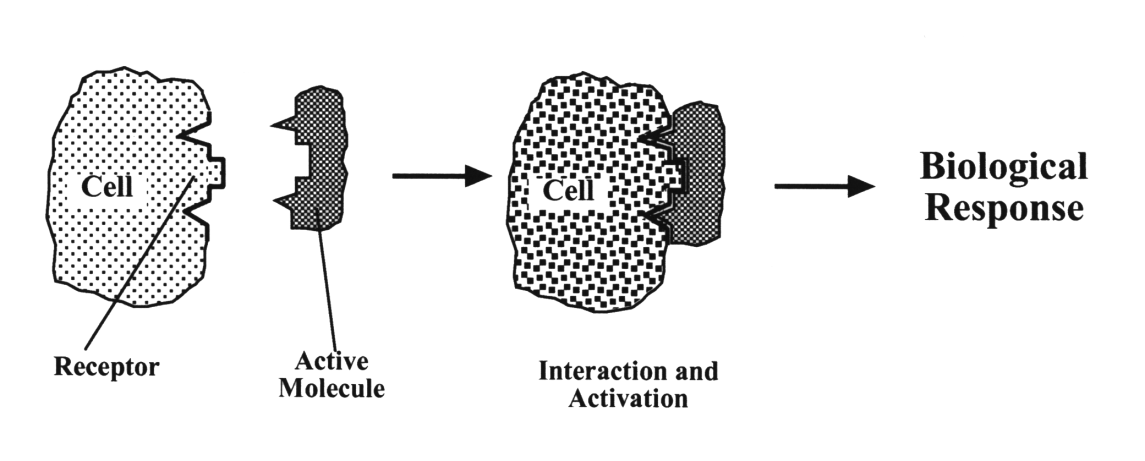 Cell
Receptor
Active
Molecule
Cell
Interaction and
Activation
Biological
Response